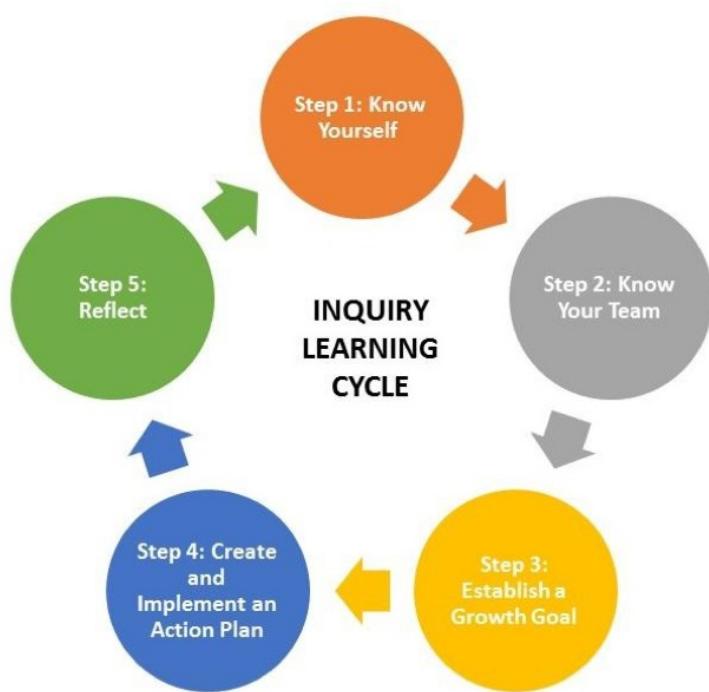 Step 1: Know
Yourself
Step 2: Know
Your Team
Step 3:
Establish a
Growth Goal
Step 4: Create
and
Implement an
Action Plan
Step 5:
Reflect
INQUIRY
LEARNING
CYCLE